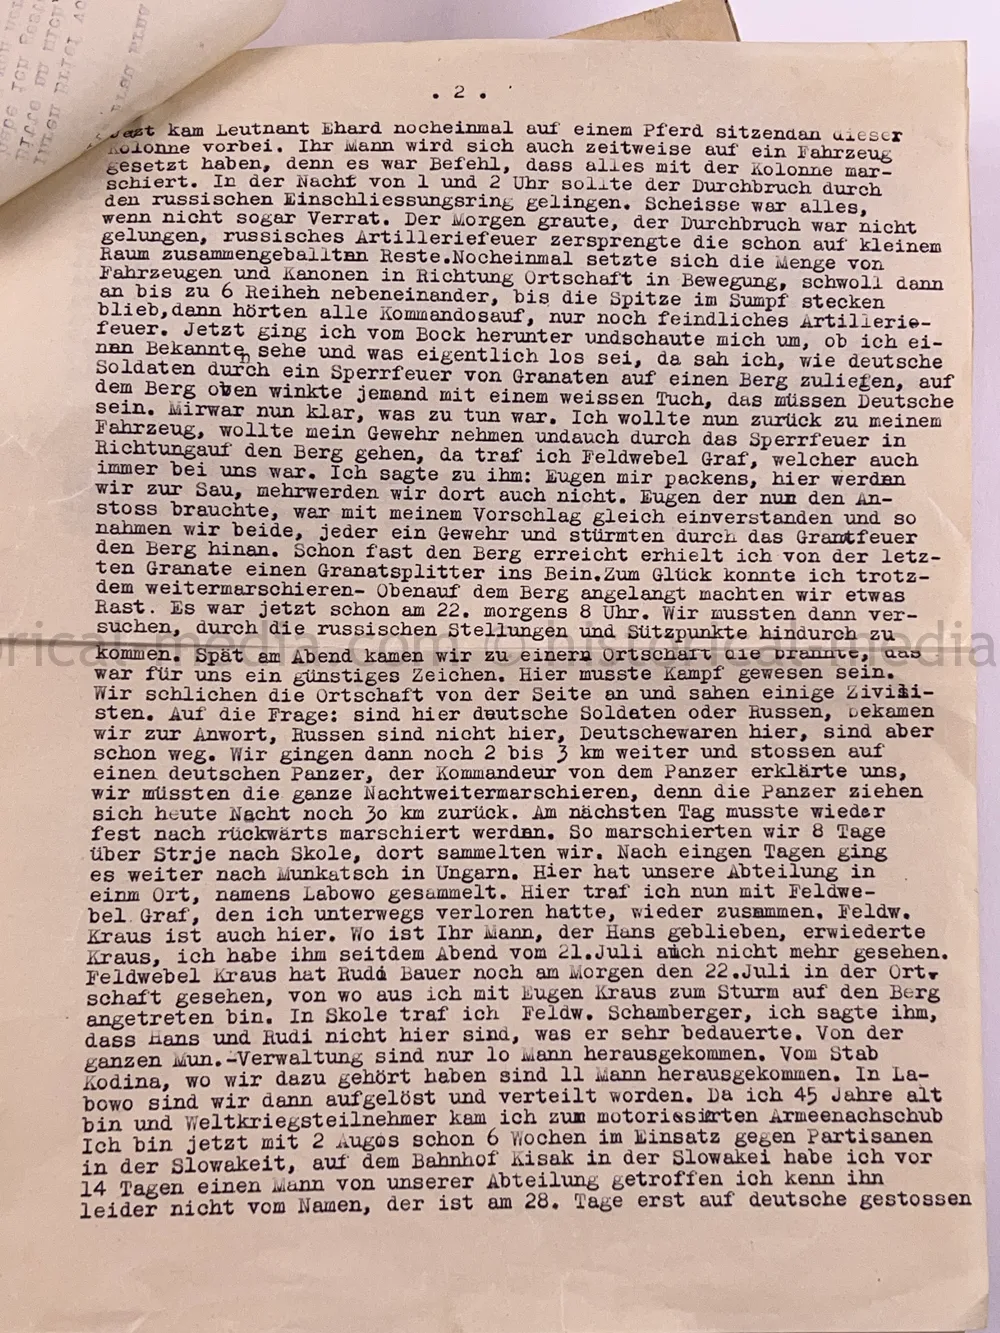 . 2 .
Jezt kam Leutnant Ehard nocheinmal auf einem Pferd sitzendan dieser
Kolonne vorbei. Ihr Mann wird sich auch zeitweise auf ein Fahrzeug
gesetzt haben, denn es war Befehl, dass alles mit der Kolonne mar-
schiert. In der Nachf von 1 und 2 Uhr sollte der Durchbruch durch
den russischen Einschliessungsring gelingen. Scheisse war alles,
wenn nicht sogar Verrat. Der Morgen graute, der Durchbruch war nicht
gelungen, russisches Artilleriefeuer zersprengte die schon auf kleinem
Raum zusammengeballtnn Reste.Nocheinmal setzte sich die Menge von
Fahrzeugen und Kanonen in Richtung Ortschaft in Bewegung, schwoll dann
an bis zu 6 Reiheh nebeneinander, bis die Spitze im Sumpf stecken
blieb,dann hörten alle Kommandosauf, nur noch feindliches Artillerie-
feuer. Jetzt ging ich vom Bock herunter undschaute mich um, ob ich ei-
nnn Bekannten sehe und was eigentlich los sei, da sah ich, wie deutsche
Soldaten durch ein Sperrfeuer von Granaten auf einen Berg zuliefen, auf
dem Berg oben winkte jemand mit einem weissen Tuch, das müssen Deutsche
sein. Mirwar nun klar, was zu tun war. Ich wollte nun zurück zu meinem
Fahrzeug, wollte mein Gewehr nehmen undauch durch das Sperrfeuer in
Richtungauf den Berg gehen, da traf ich Feldwebel Graf, welcher auch
immer bei uns war. Ich sagte zu ihm: Eugen mir packens, hier werdnn
wir zur Sau, mehrwerden wir dort auch nicht. Eugen der nun den An-
stoss brauchte, war mit meinem Vorschlag gleich einverstanden und so
nahmen wir beide, jeder ein Gewehr und stürmten durch das Grantfeuer
den Berg hinan. Schon fast den Berg erreicht erhielt ich von der letz-
ten Granate einen Granatsplitter ins Bein.Zum Glück konnte ich trotz-
dem weitermarschieren- Obenauf dem Berg angelangt machten wir etwas
Rast. Es war jetzt schon am 22. morgens 8 Uhr. Wir mussten dann ver-
suchen, durch die russischen Stellungen und Sützpunkte hindurch zu
kommen. Spät am Abend kamen wir zu einern Ortschaft die brannte, das
war für uns ein günstiges Zeichen. Hier musste Kampf gewesen sein.
Wir schlichen die Ortschaft von der Seite an und sahen einige Zivili-
sten. Auf die Frage: sind hier deutsche Soldaten oder Russen, bekamen
wir zur Anwort, Russen sind nicht hier, Deutschewaren hier, sind aber
schon weg. Wir gingen dann noch 2 bis 3 km weiter und stossen auf
einen deutschen Panzer, der Kommandeur von dem Panzer erklärte uns,
wir müssten die ganze Nachtweitermarschieren, denn die Panzer ziehen
sich heute Nacht noch 3o km zurück. Am nächsten Tag musste wieder
fest nach rückwärts marschiert werdnn. So marschierten wir 8 Tage
über Strje nach Skole, dort sammelten wir. Nach eingen Tagen ging
es weiter nach Munkatsch in Ungarn. Hier hat unsere Abteilung in
einm Ort, namens Labowo gesammelt. Hier traf ich nun mit Feldwe-
bel Graf, den ich unterwegs verloren hatte, wieder zusammen. Feldw.
Kraus ist auch hier. Wo ist Ihr Mann, der Hans geblieben, erwiederte
Kraus, ich habe ihm seitdem Abend vom 21.Juli auch nicht mehr gesehen.
Feldwebel Kraus hat Rudi Bauer noch am Morgen den 22.Juli in der Ort-
schaft gesehen, von wo aus ich mit Eugen Kraus zum Sturm auf den Berg
angetreten bin. In Skole traf ich Feldw. Schamberger, ich sagte ihm,
dass Hans und Rudi nicht hier sind, was er sehr bedauerte. Von der
ganzen Mun.-Verwaltung sind nur lo Mann herausgekommen. Vom Stab
Kodina, wo wir dazu gehört haben sind 11 Mann herausgekommen. In La-
bowo sind wir dann aufgelöst und verteilt worden. Da ich 45 Jahre alt
bin und Weltkriegsteilnehmer kam ich zum motorisierten Armeenachschub
Ich bin jetzt mit 2 Augos schon 6 Wochen im Einsatz gegen Partisanen
in der Slowakeit, auf dem Bahnhof Kisak in der Slowakei habe ich vor
14 Tagen einen Mann von unserer Abteilung getroffen ich kenn ihn
leider nicht vom Namen, der ist am 28. Tage erst auf deutsche gestossen